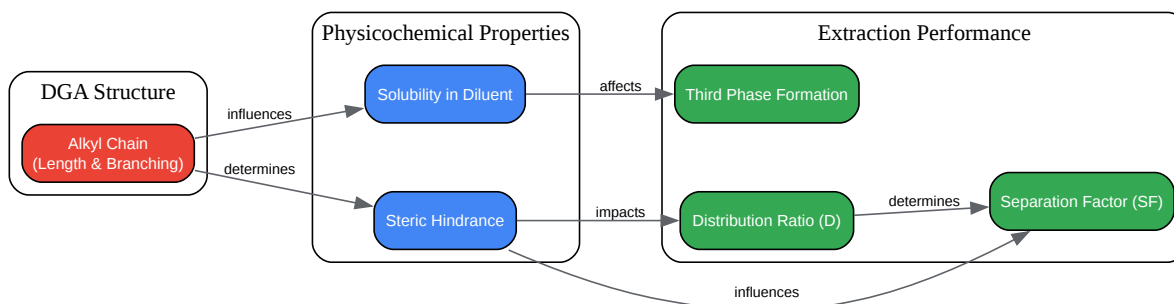 DGA Structure
Alkyl Chain
(Length & Branching)
influences
determines
Physicochemical Properties
Solubility in Diluent
Steric Hindrance
affects
impacts
influences
Extraction Performance
Third Phase Formation
Distribution Ratio (D)
determines
Separation Factor (SF)